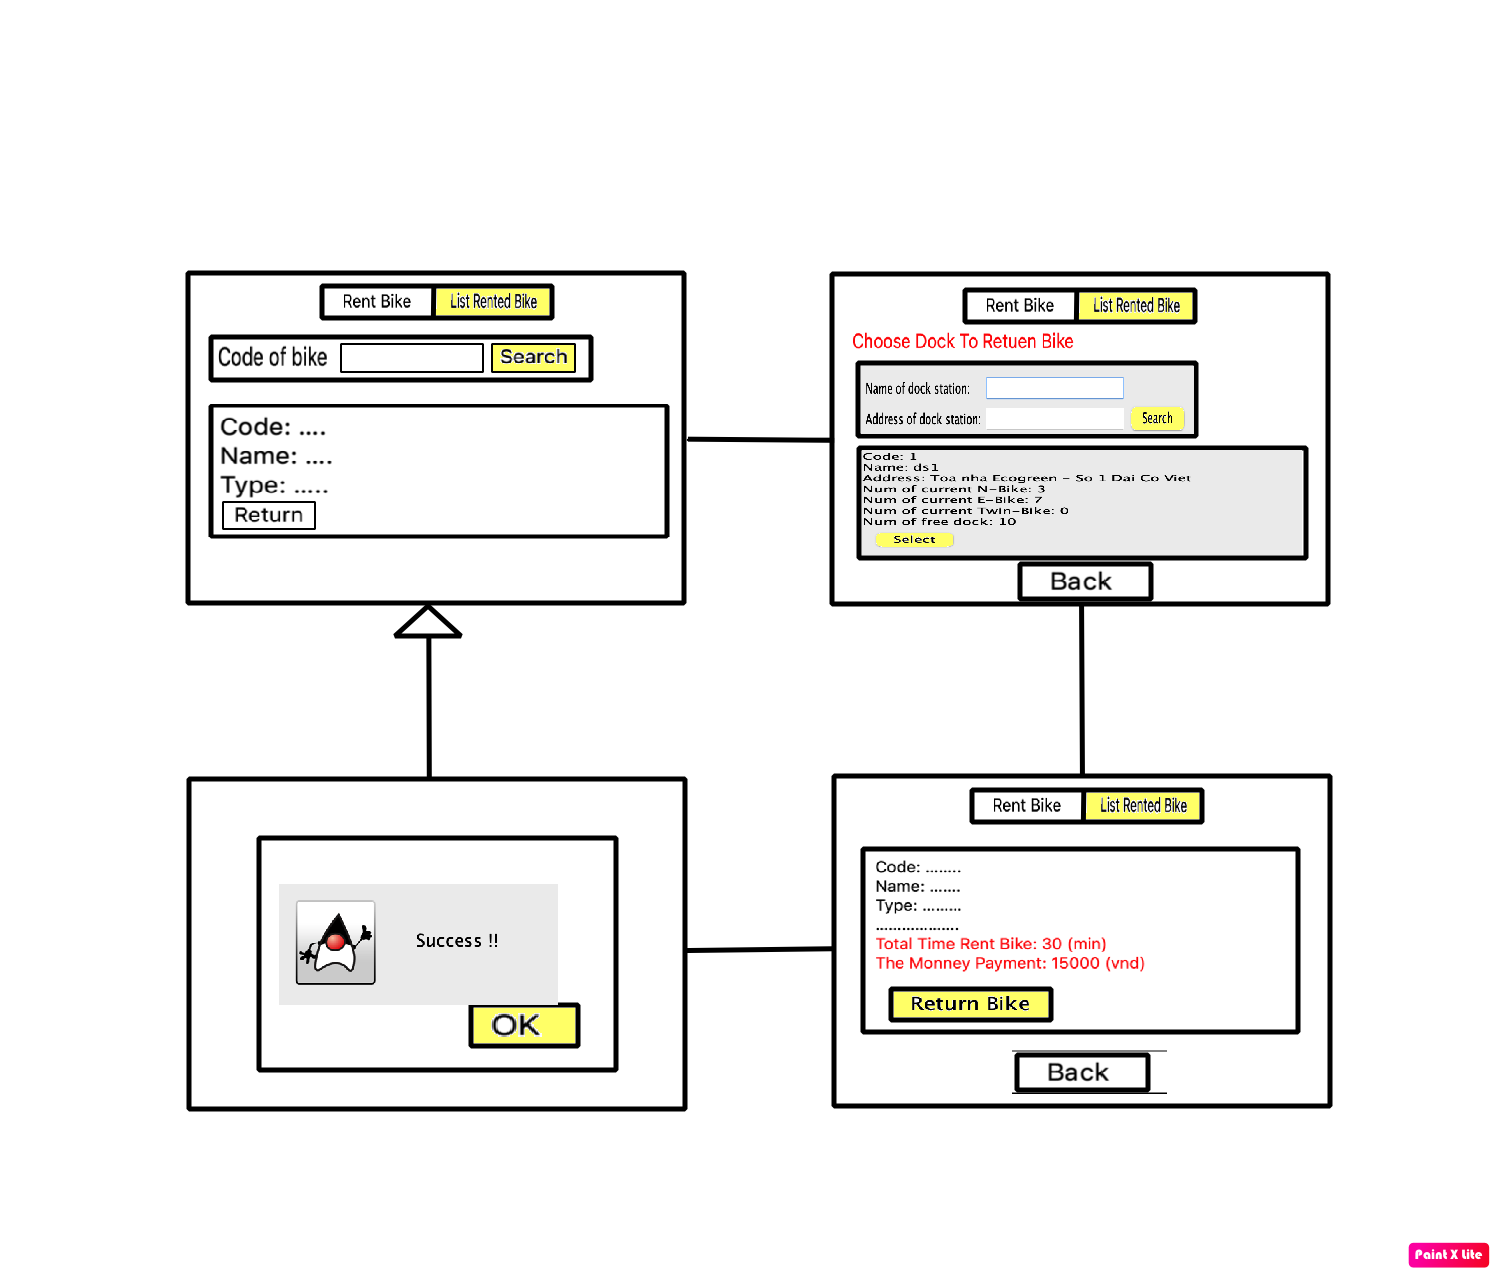 Rent Bike List Rented Bike
Code of bike Search
Code: ....
Name: ....
Type: .....
Return
Rent Bike List Rented Bike
Choose Dock To Retuen Bike
Name of dock station:
Address of dock station: Search
Code: 1
Name: ds1
Address: Toa nha Ecogreen - So 1 Dai Co Viet
Num of current N-Bike: 3
Num of current E-Bike: 7
Num of current Twin-Bike: 0
Num of free dock: 10
Select
Back
Success !!
OK
Rent Bike List Rented Bike
Code: ........
Name: .......
Type: .........
...................
Total Time Rent Bike: 30 (min)
The Monney Payment: 15000 (vnd)
Return Bike
Back
Paint X Lite